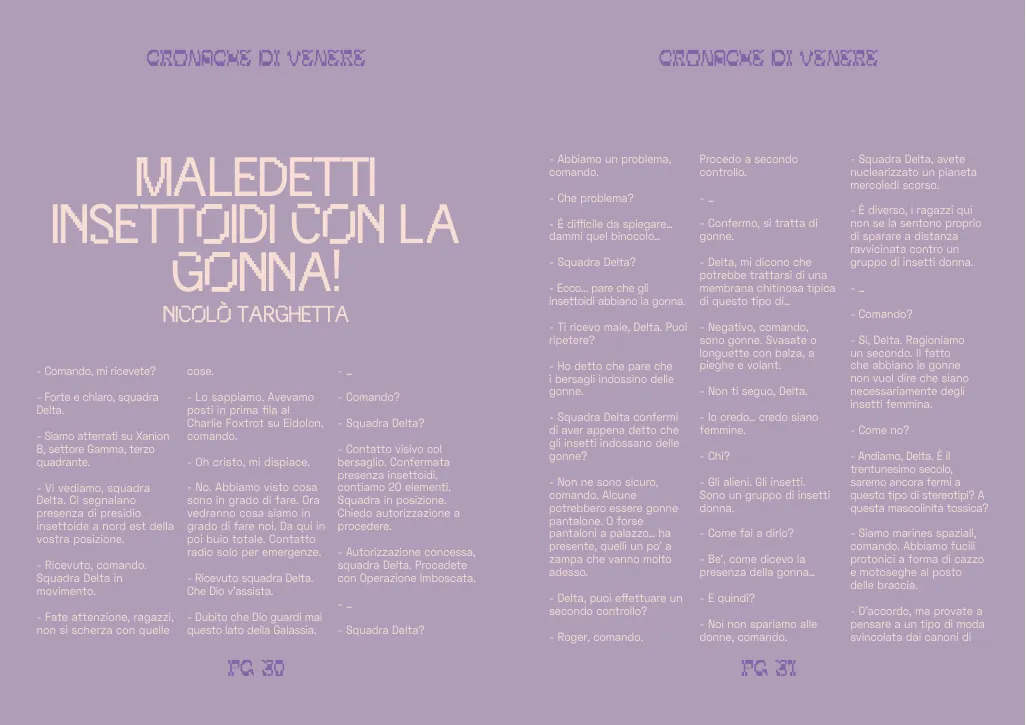 CRONACHE DI VENERE
MALEDETTI
INSETTOIDI CON LA
GONNA!
NICOLÒ TARGHETTA
- Comando, mi ricevete?
- Forte e chiaro, squadra
Delta.
- Siamo atterrati su Xanion
B, settore Gamma, terzo
quadrante.
- Vi vediamo, squadra
Delta. Ci segnalano
presenza di presidio
insettoide a nord est della
vostra posizione.
- Ricevuto, comando.
Squadra Delta in
movimento.
- Fate attenzione, ragazzi,
non si scherza con quelle
cose.
- Lo sappiamo. Avevamo
posti in prima fila al
Charlie Foxtrot su Eidolon,
comando.
- Oh cristo, mi dispiace.
- No. Abbiamo visto cosa
sono in grado di fare. Ora
vedranno cosa siamo in
grado di fare noi. Da qui in
poi buio totale. Contatto
radio solo per emergenze.
- Ricevuto squadra Delta.
Che Dio v'assista.
- Dubito che Dio guardi mai
questo lato della Galassia.
- …
- Comando?
- Squadra Delta?
- Contatto visivo col
bersaglio. Confermata
presenza insettoidi,
contiamo 20 elementi.
Squadra in posizione.
Chiedo autorizzazione a
procedere.
- Autorizzazione concessa,
squadra Delta. Procedete
con Operazione Imboscata.
- …
- Squadra Delta?
PG 30
CRONACHE DI VENERE
- Abbiamo un problema,
comando.
- Che problema?
- È difficile da spiegare…
dammi quel binocolo…
- Squadra Delta?
- Ecco… pare che gli
insettoidi abbiano la gonna.
- Ti ricevo male, Delta. Puoi
ripetere?
- Ho detto che pare che
i bersagli indossino delle
gonne.
- Squadra Delta confermi
di aver appena detto che
gli insetti indossano delle
gonne?
- Non ne sono sicuro,
comando. Alcune
potrebbero essere gonne
pantalone. O forse
pantaloni a palazzo… ha
presente, quelli un po' a
zampa che vanno molto
adesso.
- Delta, puoi effettuare un
secondo controllo?
- Roger, comando.
Procedo a secondo
controllo.
- …
- Confermo, si tratta di
gonne.
- Delta, mi dicono che
potrebbe trattarsi di una
membrana chitinosa tipica
di questo tipo di…
- Negativo, comando,
sono gonne. Svasate o
longuette con balza, a
pieghe e volant.
- Non ti seguo, Delta.
- Io credo… credo siano
femmine.
- Chi?
- Gli alieni. Gli insetti.
Sono un gruppo di insetti
donna.
- Come fai a dirlo?
- Be', come dicevo la
presenza della gonna…
- E quindi?
- Noi non spariamo alle
donne, comando.
- Squadra Delta, avete
nuclearizzato un pianeta
mercoledì scorso.
- È diverso, i ragazzi qui
non se la sentono proprio
di sparare a distanza
ravvicinata contro un
gruppo di insetti donna.
- …
- Comando?
- Sì, Delta. Ragioniamo
un secondo. Il fatto
che abbiano le gonne
non vuol dire che siano
necessariamente degli
insetti femmina.
- Come no?
- Andiamo, Delta. È il
trentunesimo secolo,
saremo ancora fermi a
questo tipo di stereotipi? A
questa mascolinità tossica?
- Siamo marines spaziali,
comando. Abbiamo fucili
protonici a forma di cazzo
e motoseghe al posto
delle braccia.
- D'accordo, ma provate a
pensare a un tipo di moda
svincolata dai canoni di
PG 31